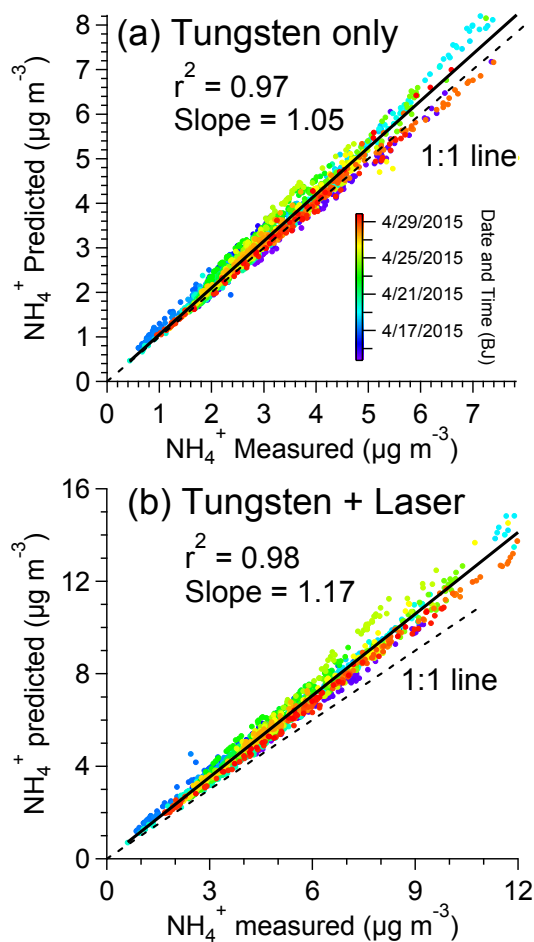 (a) Tungsten only
r² = 0.97
Slope = 1.05
1:1 line
8
7
6
5
4
3
2
1
0
NH₄⁺ Predicted (µg m⁻³)
4/29/2015
4/25/2015
4/21/2015
4/17/2015
Date and Time (BJ)
0 1 2 3 4 5 6 7
NH₄⁺ Measured (µg m⁻³)
(b) Tungsten + Laser
r² = 0.98
Slope = 1.17
1:1 line
16
12
8
4
0
NH₄⁺ predicted (µg m⁻³)
0 3 6 9 12
NH₄⁺ measured (µg m⁻³)